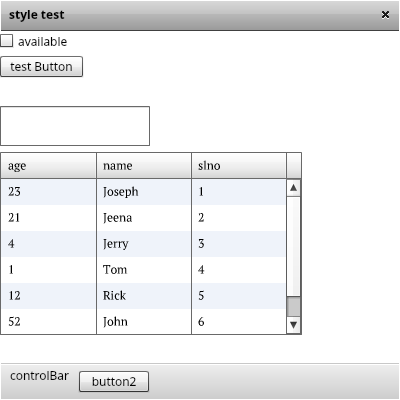 style test
available
test Button
age name slno
23 Joseph 1
21 Jeena 2
4 Jerry 3
1 Tom 4
12 Rick 5
52 John 6
controlBar button2